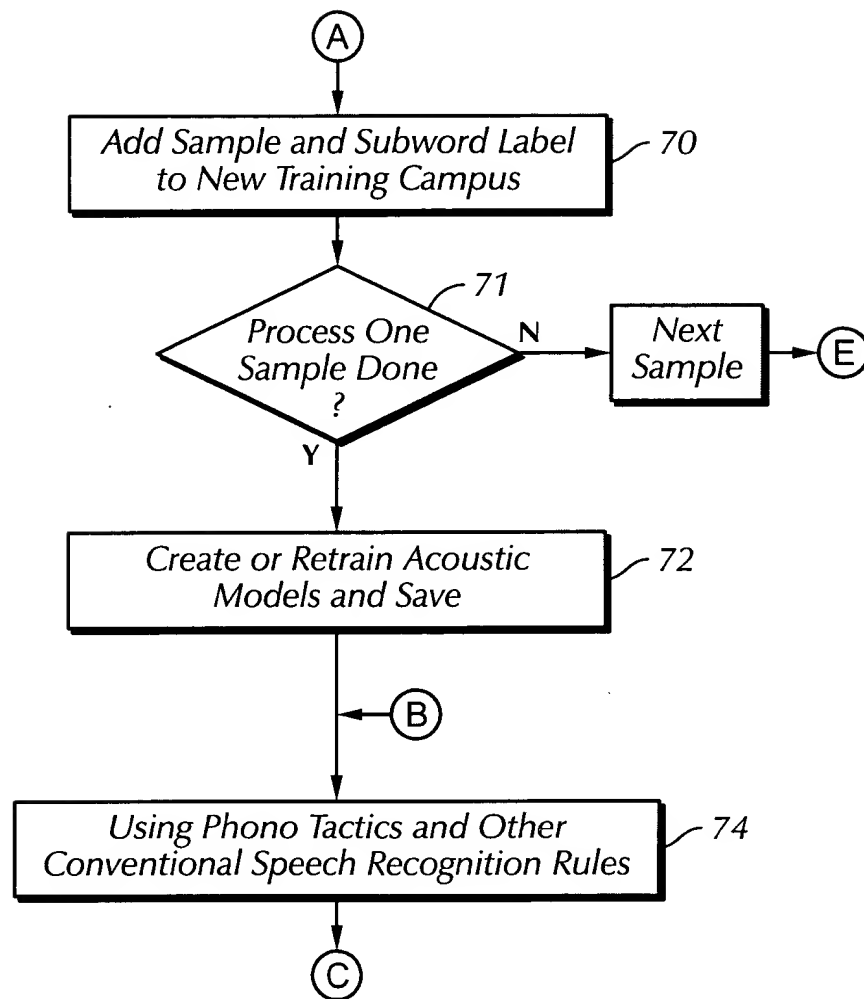 A
Add Sample and Subword Label
to New Training Campus
70
71
Process One
Sample Done
?
N
Next
Sample
E
Y
Create or Retrain Acoustic
Models and Save
72
B
Using Phono Tactics and Other
Conventional Speech Recognition Rules
74
C